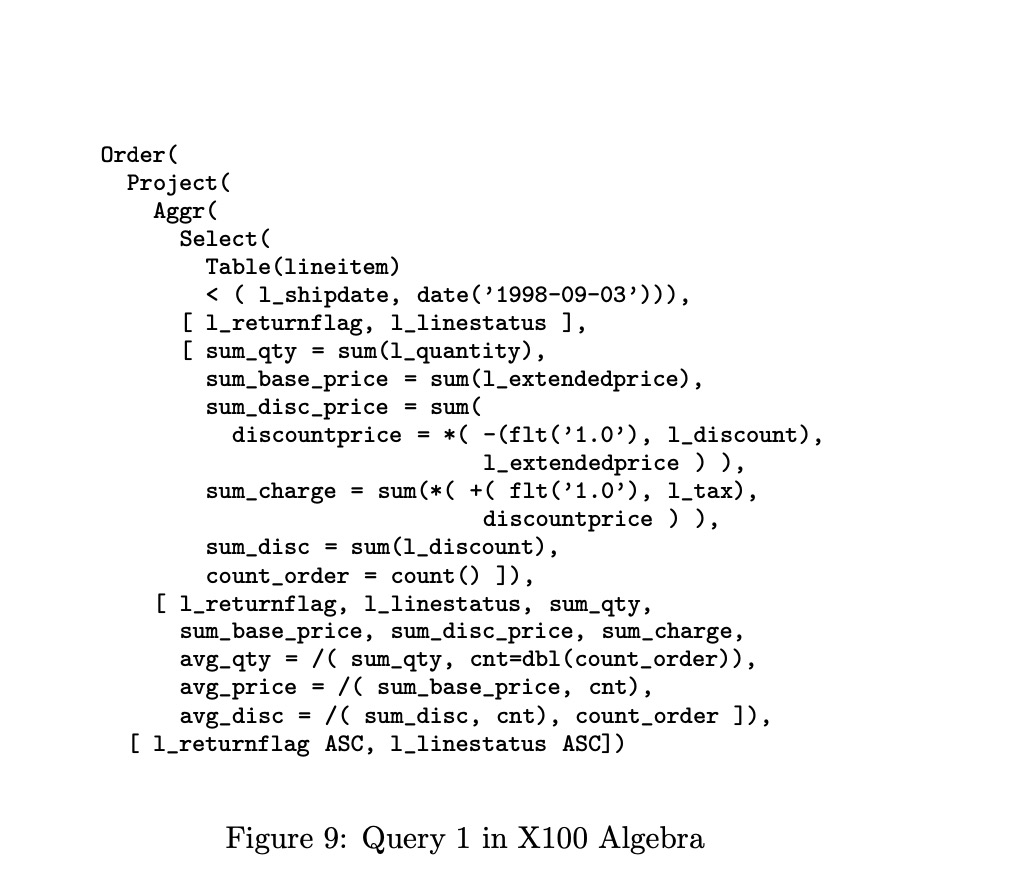 Order(
Project(
Aggr(
Select(
Table(lineitem)
< ( l_shipdate, date('1998-09-03'))),
[ l_returnflag, l_linestatus ],
[ sum_qty = sum(l_quantity),
sum_base_price = sum(l_extendedprice),
sum_disc_price = sum(
discountprice = *( -(flt('1.0'), l_discount),
l_extendedprice ) ),
sum_charge = sum(*( +( flt('1.0'), l_tax),
discountprice ) ),
sum_disc = sum(l_discount),
count_order = count() ]),
[ l_returnflag, l_linestatus, sum_qty,
sum_base_price, sum_disc_price, sum_charge,
avg_qty = /( sum_qty, cnt=dbl(count_order)),
avg_price = /( sum_base_price, cnt),
avg_disc = /( sum_disc, cnt), count_order ]),
[ l_returnflag ASC, l_linestatus ASC])
Figure 9: Query 1 in X100 Algebra